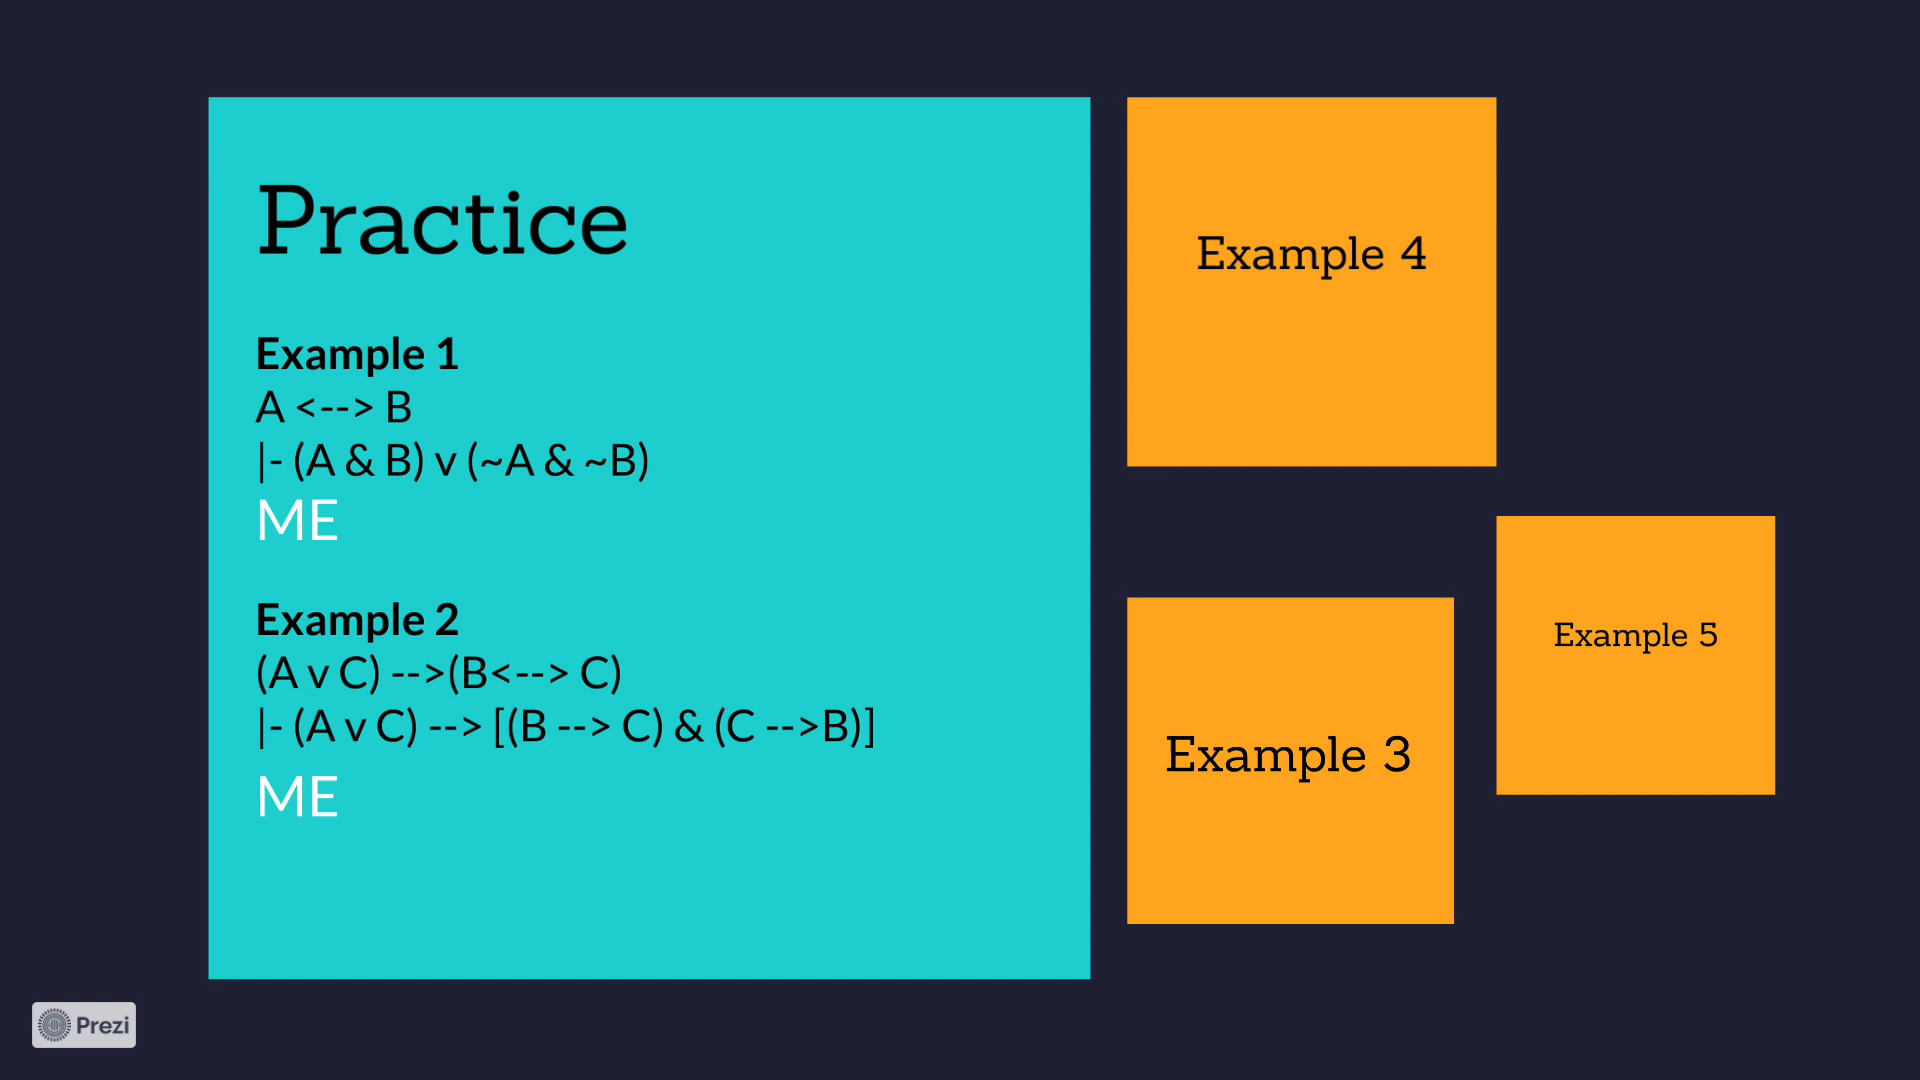 Practice
Example 1
A <--> B
|- (A & B) v (~A & ~B)
ME
Example 2
(A v C) -->(B<--> C)
|- (A v C) --> [(B --> C) & (C -->B)]
ME
Example 4
Example 3
Example 5
Prezi